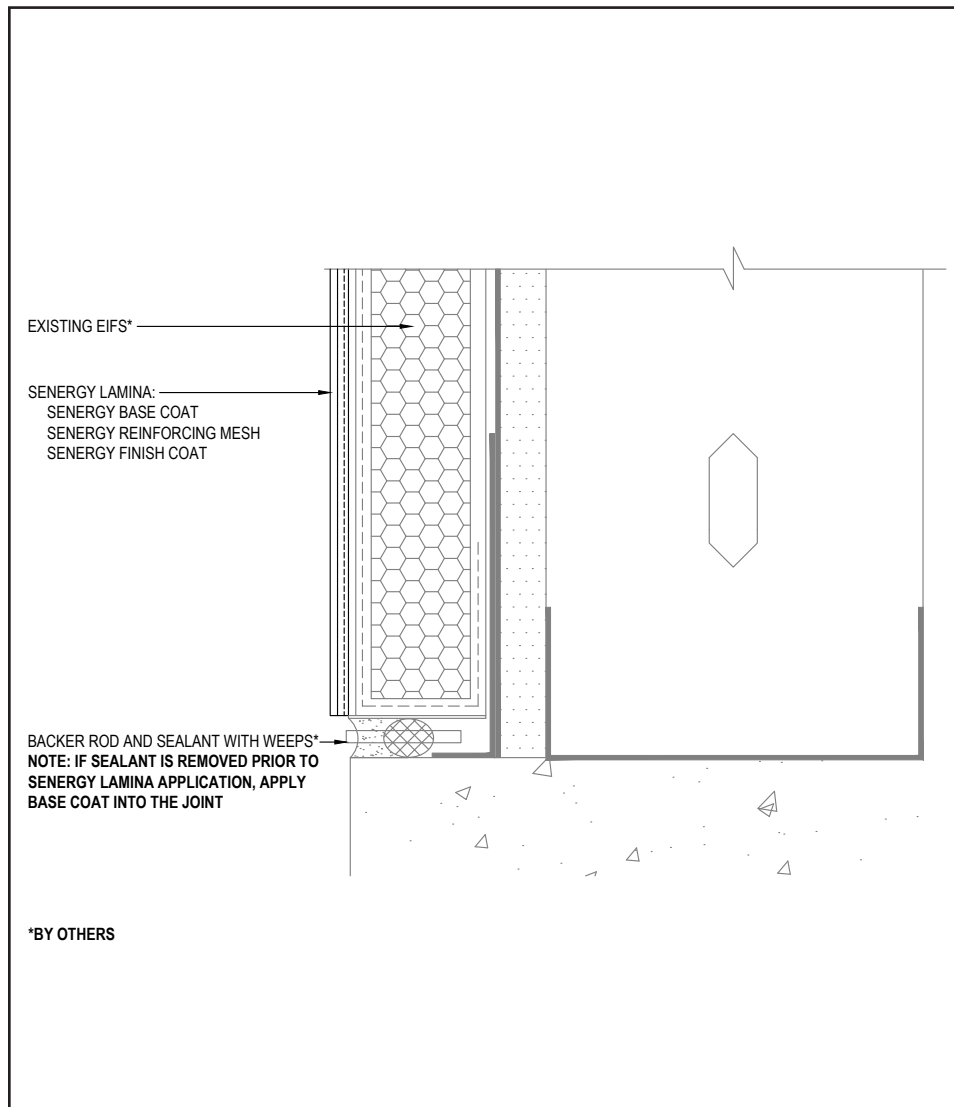 EXISTING EIFS*
SENERGY LAMINA:
SENERGY BASE COAT
SENERGY REINFORCING MESH
SENERGY FINISH COAT
BACKER ROD AND SEALANT WITH WEEPS*
NOTE: IF SEALANT IS REMOVED PRIOR TO
SENERGY LAMINA APPLICATION, APPLY
BASE COAT INTO THE JOINT
*BY OTHERS